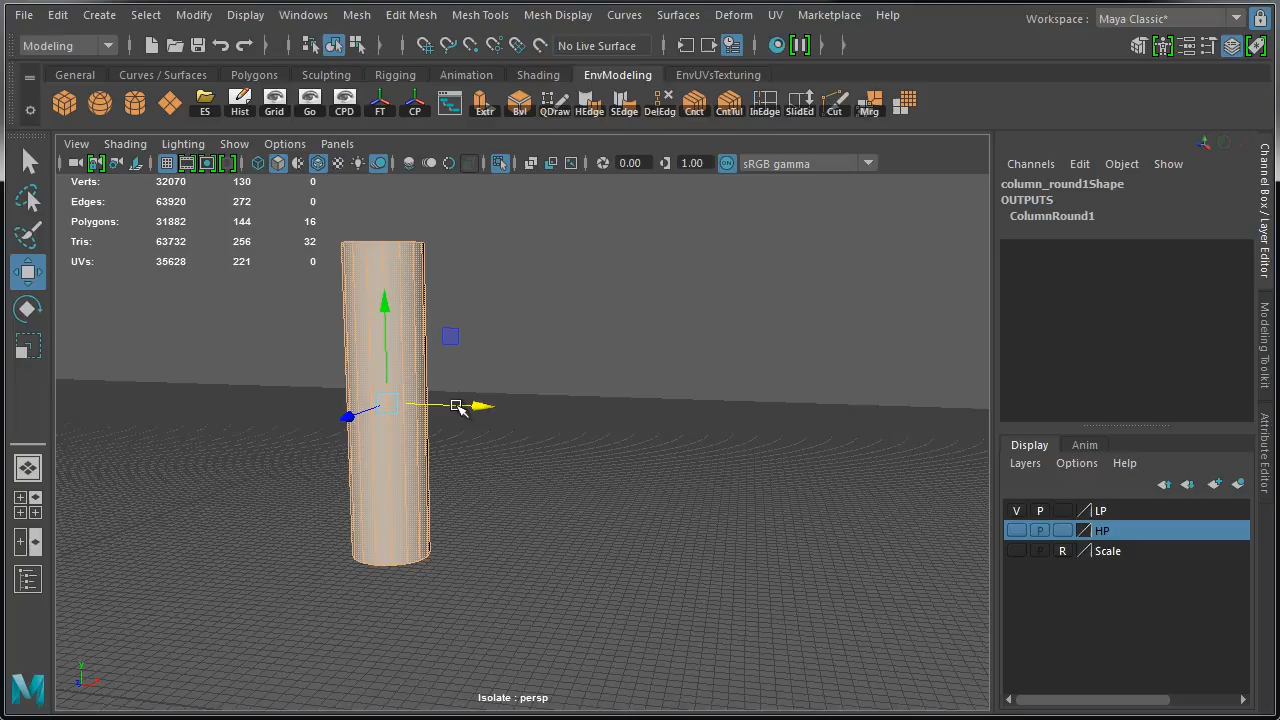 File Edit Create Select Modify Display Windows Mesh Edit Mesh Mesh Tools Mesh Display Curves Surfaces Deform UV Marketplace Help
Workspace : Maya Classic*
Modeling No Live Surface
General Curves / Surfaces Polygons Sculpting Rigging Animation Shading EnvModeling EnvUVsTexturing
ES Hist Grid Go CPD FT CP Extr Bvl QDraw HEdge SEdge DelEdg Cnct CntTul InEdge SlidEd Cut Mrg
View Shading Lighting Show Options Panels
0.00 1.00 ON sRGB gamma
Verts: 32070 130 0
Edges: 63920 272 0
Polygons: 31882 144 16
Tris: 63732 256 32
UVs: 35628 221 0
y
Isolate : persp
Channels Edit Object Show
column_round1Shape
OUTPUTS
ColumnRound1
Display Anim
Layers Options Help
V P LP
P HP
P R Scale
Channel Box / Layer Editor
Modeling Toolkit
Attribute Editor